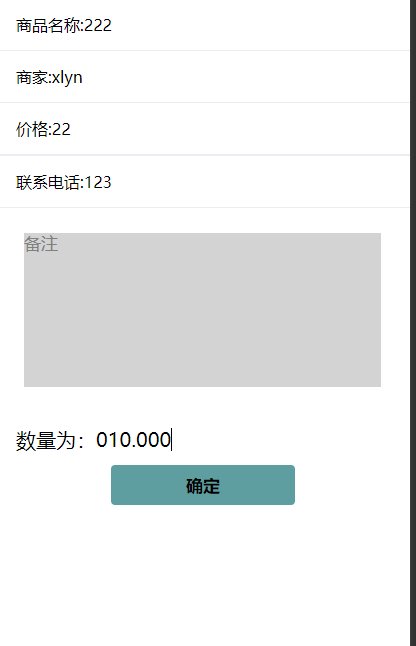 商品名称:222
商家:xlyn
价格:22
联系电话:123
备注
数量为：010.000
确定